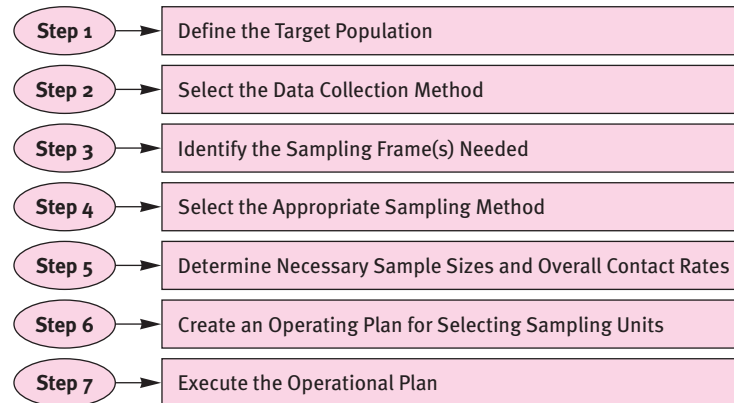 Step 1 Define the Target Population
Step 2 Select the Data Collection Method
Step 3 Identify the Sampling Frame(s) Needed
Step 4 Select the Appropriate Sampling Method
Step 5 Determine Necessary Sample Sizes and Overall Contact Rates
Step 6 Create an Operating Plan for Selecting Sampling Units
Step 7 Execute the Operational Plan